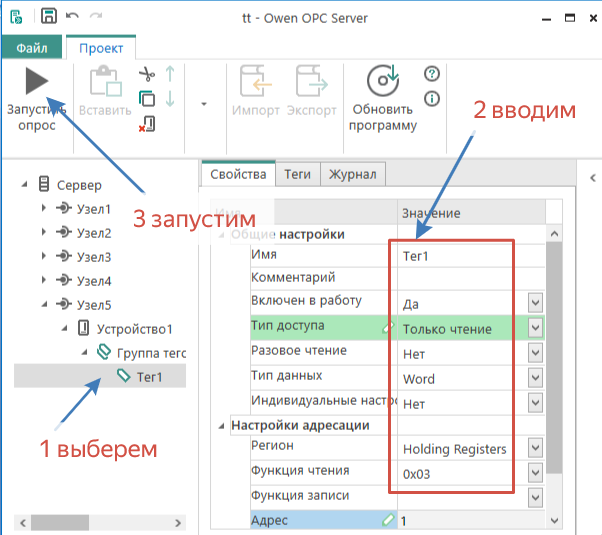 tt - Owen OPC Server
Файл Проект
Запустить опрос
Вставить
Импорт Экспорт
Обновить программу
2 вводим
Свойства Теги Журнал
Сервер
Узел1
Узел2
Узел3
Узел4
Узел5
Устройство1
Группа тегс
Тег1
3 запустим
1 выберем
Значение
Общие настройки
Имя Тег1
Комментарий
Включен в работу Да
Тип доступа Только чтение
Разовое чтение Нет
Тип данных Word
Индивидуальные настро Нет
Настройки адресации
Регион Holding Registers
Функция чтения 0x03
Функция записи
Адрес 1